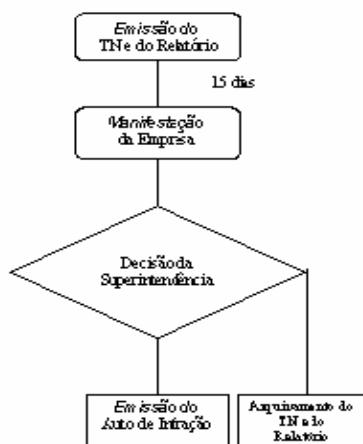 Emissão do
TN e do Relatório
15 dias
Manifestação
da Empresa
Decisão da
Superintendência
Emissão do
Auto de Infração
Arquivamento do
TN e do
Relatório